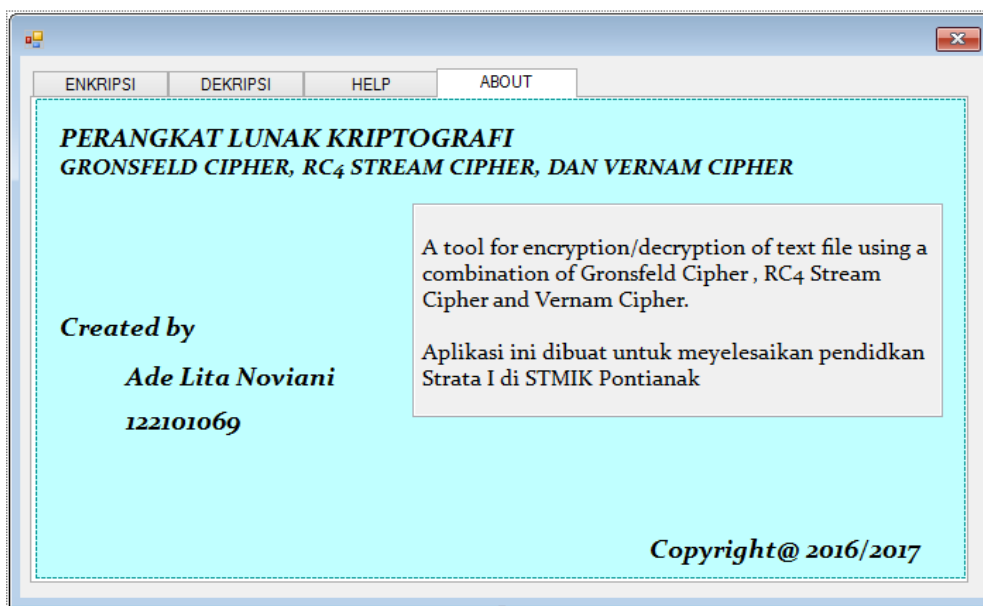 ENKRIPSI DEKRIPSI HELP ABOUT
PERANGKAT LUNAK KRIPTOGRAFI
GRONSFELD CIPHER, RC4 STREAM CIPHER, DAN VERNAM CIPHER
A tool for encryption/decryption of text file using a
combination of Gronsfeld Cipher , RC4 Stream
Cipher and Vernam Cipher.
Aplikasi ini dibuat untuk meyelesaikan pendidkan
Strata I di STMIK Pontianak
Created by
Ade Lita Noviani
122101069
Copyright@ 2016/2017